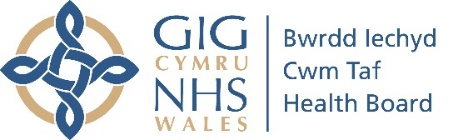 GIG
CYMRU
NHS
WALES
Bwrdd Iechyd
Cwm Taf
Health Board